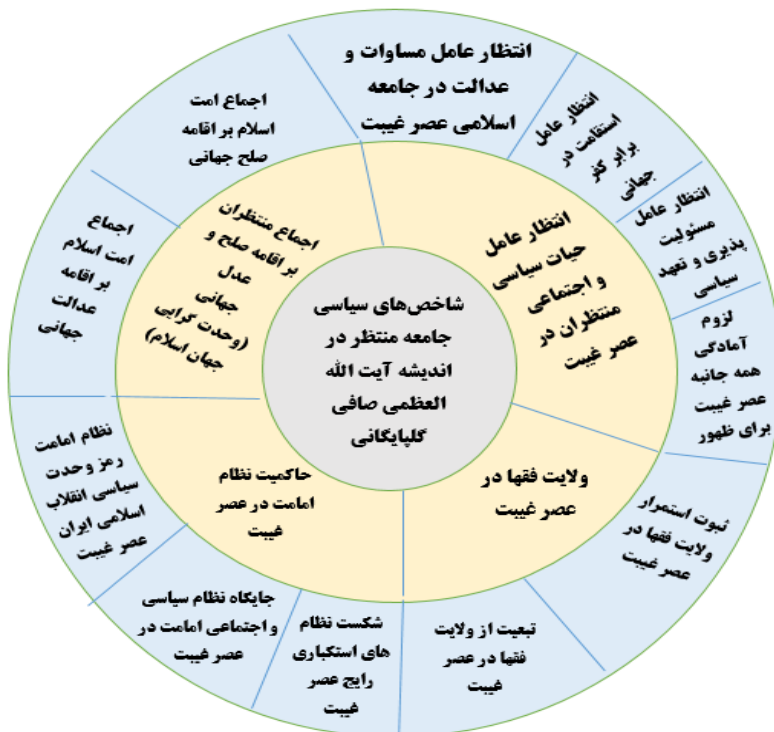 شاخص‌های سیاسی
جامعه منتظر در
اندیشه آیت الله
العظمی صافی
گلپایگانی
انتظار عامل
حیات سیاسی
و اجتماعی
منتظران در
عصر غیبت
ولایت فقها در
عصر غیبت
حاکمیت نظام
امامت در عصر
غیبت
اجماع منتظران
بر اقامه صلح و
عدل
جهانی
(وحدت گرایی
جهان اسلام)
انتظار عامل مساوات و
عدالت در جامعه
اسلامی عصر غیبت
انتظار عامل
استقامت در
برابر کفر
جهانی
انتظار عامل
مسئولیت
پذیری و تعهد
سیاسی
لزوم
آمادگی
همه جانبه
عصر غیبت
برای ظهور
ثبوت استمرار
ولایت فقها در
عصر غیبت
تبعیت از ولایت
فقها در عصر
غیبت
شکست نظام
های استکباری
رایج عصر
غیبت
جایگاه نظام سیاسی
و اجتماعی امامت در
عصر غیبت
نظام امامت
رمز وحدت
سیاسی انقلاب
اسلامی ایران
عصر غیبت
اجماع
امت اسلام
بر اقامه
عدالت
جهانی
اجماع امت
اسلام بر اقامه
صلح جهانی